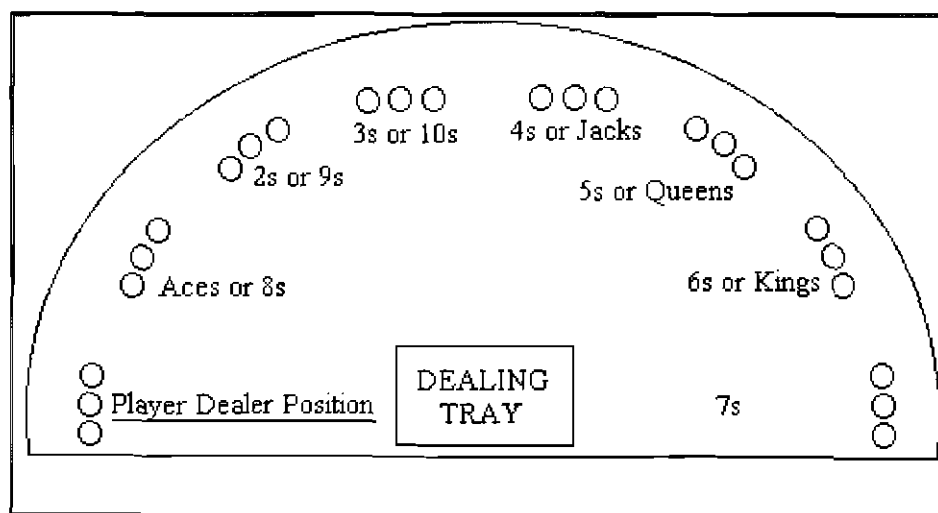 3s or 10s
4s or Jacks
2s or 9s
5s or Queens
Aces or 8s
6s or Kings
Player Dealer Position
DEALING
TRAY
7s